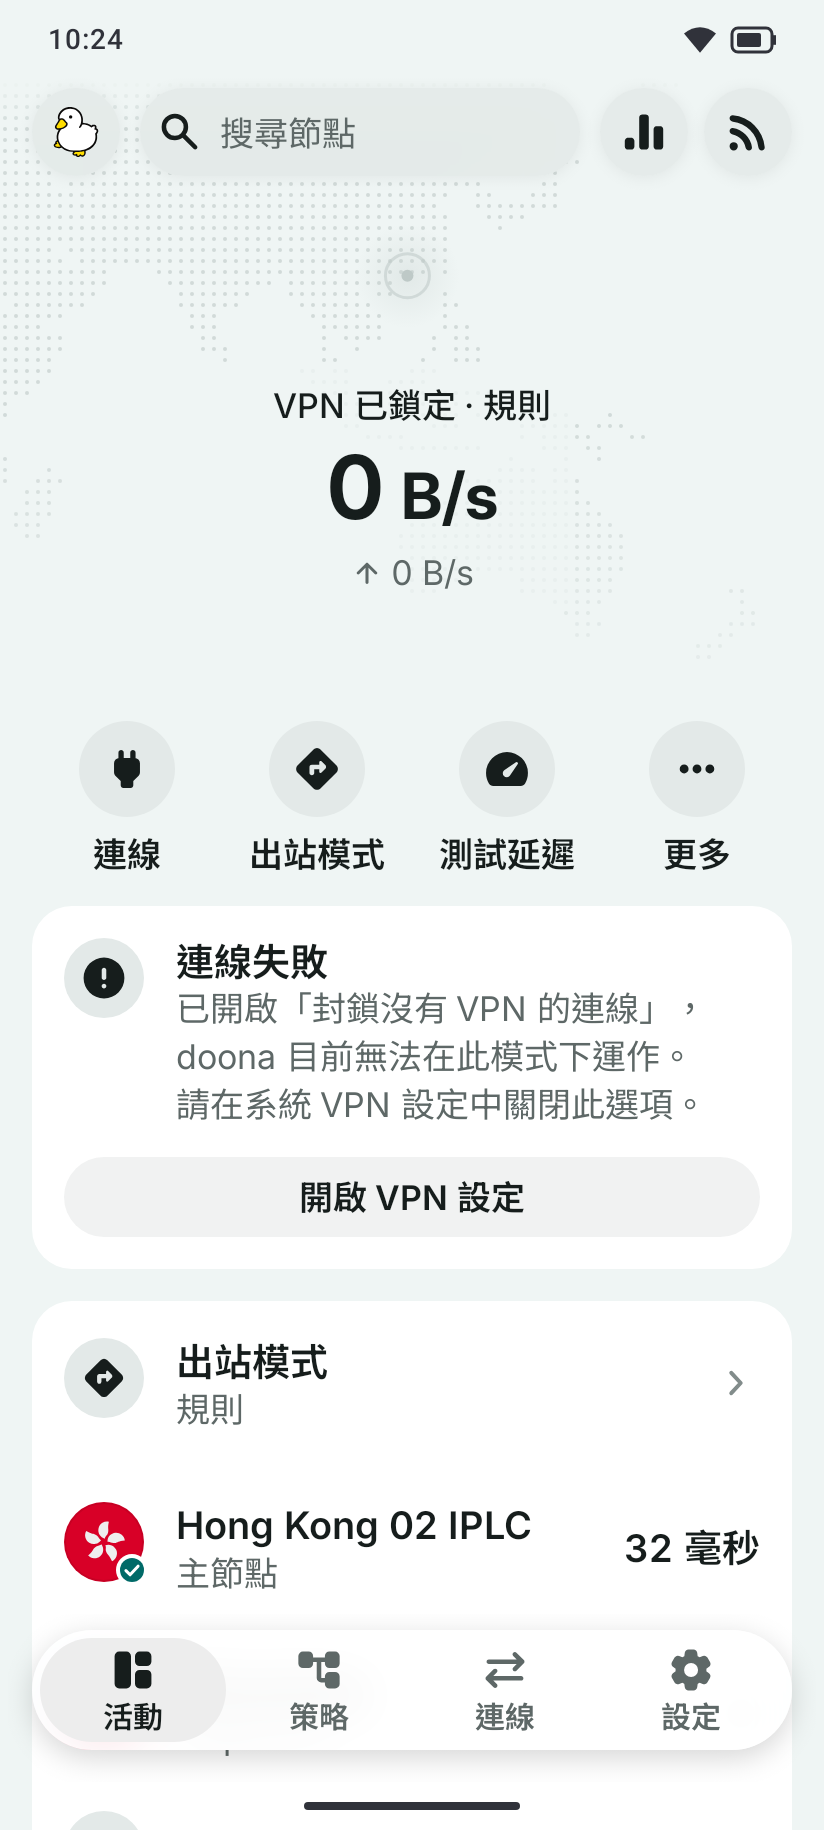 10:24
搜尋節點
VPN 已鎖定 · 規則
0 B/s
↑ 0 B/s
連線
出站模式
測試延遲
更多
連線失敗
已開啟「封鎖沒有 VPN 的連線」，
doona 目前無法在此模式下運作。
請在系統 VPN 設定中關閉此選項。
開啟 VPN 設定
出站模式
規則
Hong Kong 02 IPLC
主節點
32 毫秒
活動
策略
連線
設定